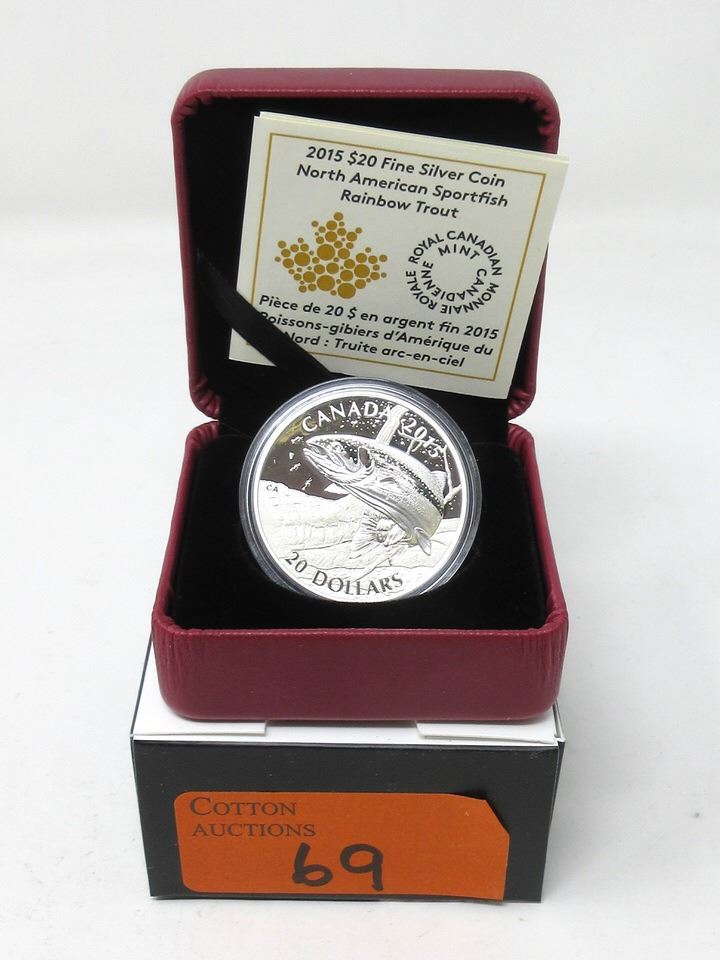 2015 $20 Fine Silver Coin
North American Sportfish
Rainbow Trout
ROYAL CANADIAN MINT
MONNAIE ROYALE CANADIENNE
Pièce de 20 $ en argent fin 2015
Poissons-gibiers d'Amérique du
Nord : Truite arc-en-ciel
CANADA 2015
CA
20 DOLLARS
COTTON
AUCTIONS
69